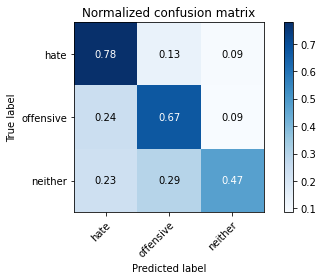 Normalized confusion matrix
True label
hate 0.78 0.13 0.09
offensive 0.24 0.67 0.09
neither 0.23 0.29 0.47
hate offensive neither
Predicted label
0.7
0.6
0.5
0.4
0.3
0.2
0.1